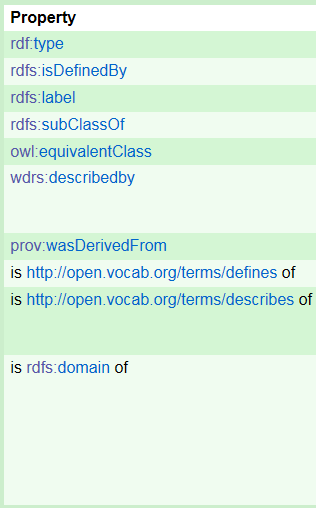 Property
rdf:type
rdfs:isDefinedBy
rdfs:label
rdfs:subClassOf
owl:equivalentClass
wdrs:describedby
prov:wasDerivedFrom
is http://open.vocab.org/terms/defines of
is http://open.vocab.org/terms/describes of
is rdfs:domain of